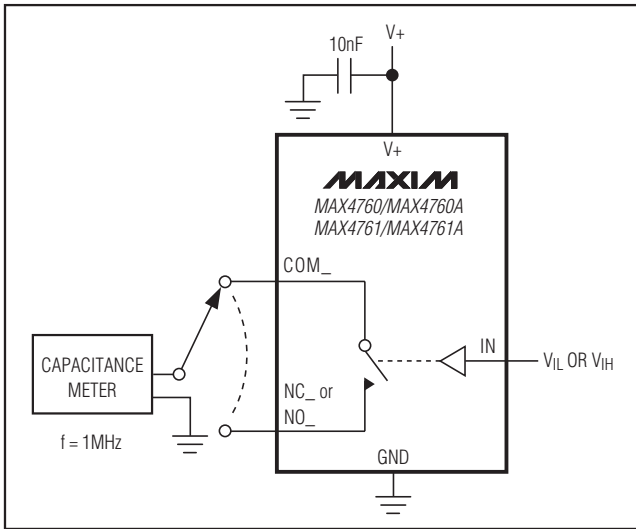 V+
10nF
V+
MAXIM
MAX4760/MAX4760A
MAX4761/MAX4761A
COM_
IN
VIL OR VIH
CAPACITANCE
METER
NC_ or
NO_
f = 1MHz
GND